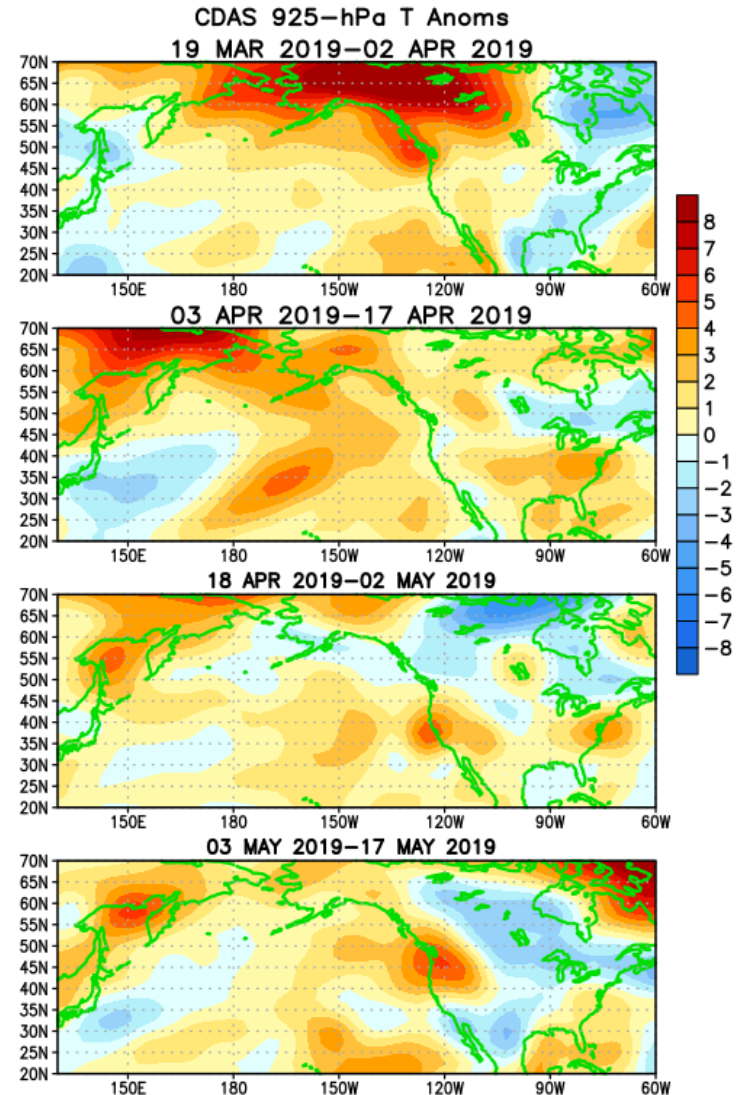 CDAS 925-hPa T Anoms
19 MAR 2019-02 APR 2019
70N
65N
60N
55N
50N
45N
40N
35N
30N
25N
20N
150E 180 150W 120W 90W 60W
03 APR 2019-17 APR 2019
70N
65N
60N
55N
50N
45N
40N
35N
30N
25N
20N
150E 180 150W 120W 90W 60W
18 APR 2019-02 MAY 2019
70N
65N
60N
55N
50N
45N
40N
35N
30N
25N
20N
150E 180 150W 120W 90W 60W
03 MAY 2019-17 MAY 2019
70N
65N
60N
55N
50N
45N
40N
35N
30N
25N
20N
150E 180 150W 120W 90W 60W
8
7
6
5
4
3
2
1
0
-1
-2
-3
-4
-5
-6
-7
-8